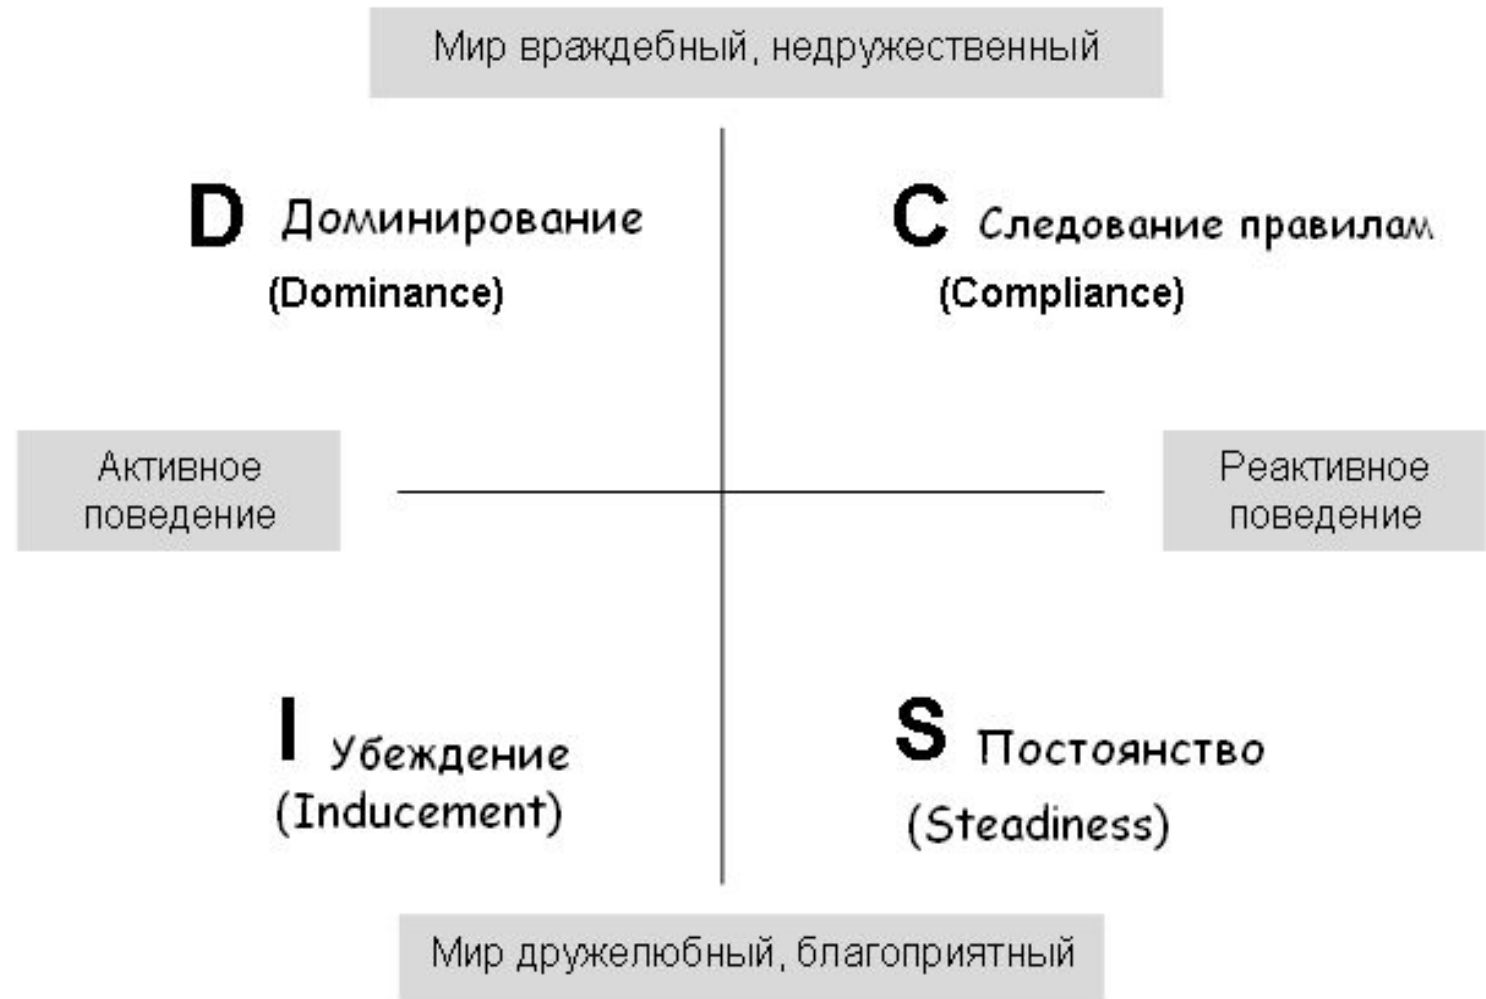 Мир враждебный, недружественный
D Доминирование
(Dominance)
C Следование правилам
(Compliance)
Активное
поведение
Реактивное
поведение
I Убеждение
(Inducement)
S Постоянство
(Steadiness)
Мир дружелюбный, благоприятный